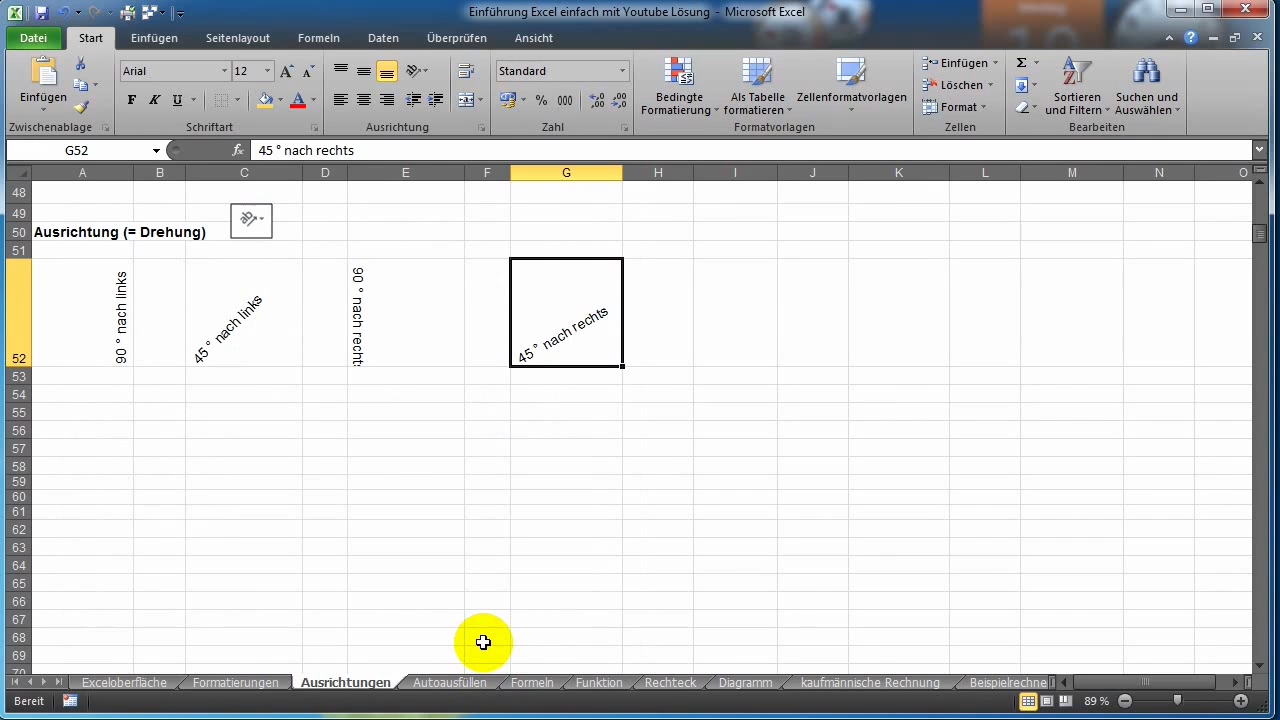 Einführung Excel einfach mit Youtube Lösung - Microsoft Excel
Datei Start Einfügen Seitenlayout Formeln Daten Überprüfen Ansicht
Arial 12 Standard
Einfügen
F K U
% 000
Bedingte Formatierung
Als Tabelle formatieren
Zellenformatvorlagen
Einfügen
Löschen
Format
Sortieren und Filtern
Suchen und Auswählen
Zwischenablage Schriftart Ausrichtung Zahl Formatvorlagen Zellen Bearbeiten
G52 fx 45 ° nach rechts
A B C D E F G H I J K L M N O
48
49
50 Ausrichtung (= Drehung)
51
52 90 ° nach links 45 ° nach links 90 ° nach rechts 45 ° nach rechts
53
54
55
56
57
58
59
60
61
62
63
64
65
66
67
68
69
70
Exceloberfläche Formatierungen Ausrichtungen Autoausfüllen Formeln Funktion Rechteck Diagramm kaufmännische Rechnung Beispielrechne
Bereit 89 %